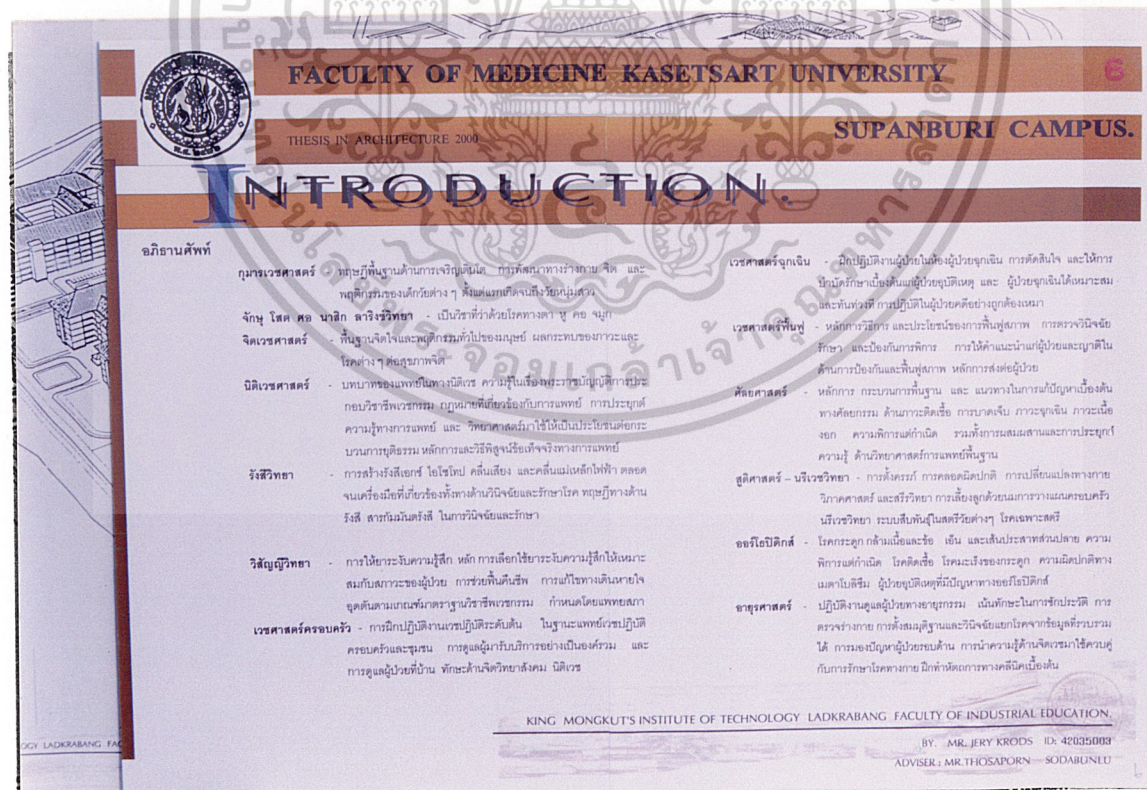 FACULTY OF MEDICINE KASETSART UNIVERSITY
6
THESIS IN ARCHITECTURE 2000
SUPANBURI CAMPUS.
INTRODUCTION.
อภิธานศัพท์
กุมารเวชศาสตร์ - ทฤษฎีพื้นฐานด้านการเจริญเติบโต การพัฒนาทางร่างกาย จิต และ
พฤติกรรมของเด็กวัยต่าง ๆ ตั้งแต่แรกเกิดจนถึงวัยหนุ่มสาว
จักษุ โสต ศอ นาสิก ลาริงซ์วิทยา - เป็นวิชาที่ว่าด้วยโรคทางตา หู คอ จมูก
จิตเวชศาสตร์ - พื้นฐานจิตใจและพฤติกรรมทั่วไปของมนุษย์ ผลกระทบของภาวะและ
โรคต่าง ๆ ต่อสุขภาพจิต
นิติเวชศาสตร์ - บทบาทของแพทย์ในทางนิติเวช ความรู้ในเรื่องพระราชบัญญัติการประ
กอบวิชาชีพเวชกรรม กฎหมายที่เกี่ยวข้องกับการแพทย์ การประยุกต์
ความรู้ทางการแพทย์ และ วิทยาศาสตร์มาใช้ให้เป็นประโยชน์ต่อกระ
บวนการยุติธรรม หลักการและวิธีพิสูจน์ข้อเท็จจริงทางการแพทย์
รังสีวิทยา - การสร้างรังสีเอกซ์ ไอโซโทป คลื่นเสียง และคลื่นแม่เหล็กไฟฟ้า ตลอด
จนเครื่องมือที่เกี่ยวข้องทั้งทางด้านวินิจฉัยและรักษาโรค ทฤษฎีทางด้าน
รังสี สารกัมมันตรังสี ในการวินิจฉัยและรักษา
วิสัญญีวิทยา - การให้ยาระงับความรู้สึก หลัก การเลือกใช้ยาระงับความรู้สึกให้เหมาะ
สมกับสภาวะของผู้ป่วย การช่วยฟื้นคืนชีพ การแก้ไขทางเดินหายใจ
อุดตันตามเกณฑ์มาตราฐานวิชาชีพเวชกรรม กำหนดโดยแพทยสภา
เวชศาสตร์ครอบครัว - การฝึกปฏิบัติงานเวชปฏิบัติระดับต้น ในฐานะแพทย์เวชปฏิบัติ
ครอบครัวและชุมชน การดูแลผู้มารับบริการอย่างเป็นองค์รวม และ
การดูแลผู้ป่วยที่บ้าน ทักษะด้านจิตวิทยาสังคม นิติเวช
เวชศาสตร์ฉุกเฉิน - ฝึกปฏิบัติงานผู้ป่วยในห้องผู้ป่วยฉุกเฉิน การตัดสินใจ และให้การ
บำบัดรักษาเบื้องต้นแก่ผู้ป่วยอุบัติเหตุ และ ผู้ป่วยฉุกเฉินได้เหมาะสม
และทันท่วงที การปฏิบัติในผู้ป่วยคดีอย่างถูกต้องเหมา
เวชศาสตร์ฟื้นฟู - หลักการวิธีการ และประโยชน์ของการฟื้นฟูสภาพ การตรวจวินิจฉัย
รักษา และป้องกันการพิการ การให้คำแนะนำแก่ผู้ป่วยและญาติใน
ด้านการป้องกันและฟื้นฟูสภาพ หลักการส่งต่อผู้ป่วย
ศัลยศาสตร์ - หลักการ กระบวนการพื้นฐาน และ แนวทางในการแก้ปัญหาเบื้องต้น
ทางศัลยกรรม ด้านภาวะติดเชื้อ การบาดเจ็บ ภาวะฉุกเฉิน ภาวะเนื้อ
งอก ความพิการแต่กำเนิด รวมทั้งการผสมผสานและการประยุกต์
ความรู้ ด้านวิทยาศาสตร์การแพทย์พื้นฐาน
สูติศาสตร์ – นรีเวชวิทยา - การตั้งครรภ์ การคลอดผิดปกติ การเปลี่ยนแปลงทางกาย
วิภาคศาสตร์ และสรีรวิทยา การเลี้ยงลูกด้วยนมการวางแผนครอบครัว
นรีเวชวิทยา ระบบสืบพันธุ์ในสตรีวัยต่างๆ โรคเฉพาะสตรี
ออร์โธปิดิกส์ - โรคกระดูก กล้ามเนื้อและข้อ เอ็น และเส้นประสาทส่วนปลาย ความ
พิการแต่กำเนิด โรคติดเชื้อ โรคมะเร็งของกระดูก ความผิดปกติทาง
เมตาโบลิซึม ผู้ป่วยอุบัติเหตุที่มีปัญหาทางออร์โธปิดิกส์
อายุรศาสตร์ - ปฏิบัติงานดูแลผู้ป่วยทางอายุรกรรม เน้นทักษะในการซักประวัติ การ
ตรวจร่างกาย การตั้งสมมุติฐานและวินิจฉัยแยกโรคจากข้อมูลที่รวบรวม
ได้ การมองปัญหาผู้ป่วยรอบด้าน การนำความรู้ด้านจิตเวชมาใช้ควบคู่
กับการรักษาโรคทางกาย ฝึกทำหัตถการทางคลีนิคเบื้องต้น
KING MONGKUT'S INSTITUTE OF TECHNOLOGY LADKRABANG FACULTY OF INDUSTRIAL EDUCATION.
BY. MR. JERY KRODS ID: 42035003
ADVISER : MR.THOSAPORN SODABUNLU
OGY LADKRABANG FAC